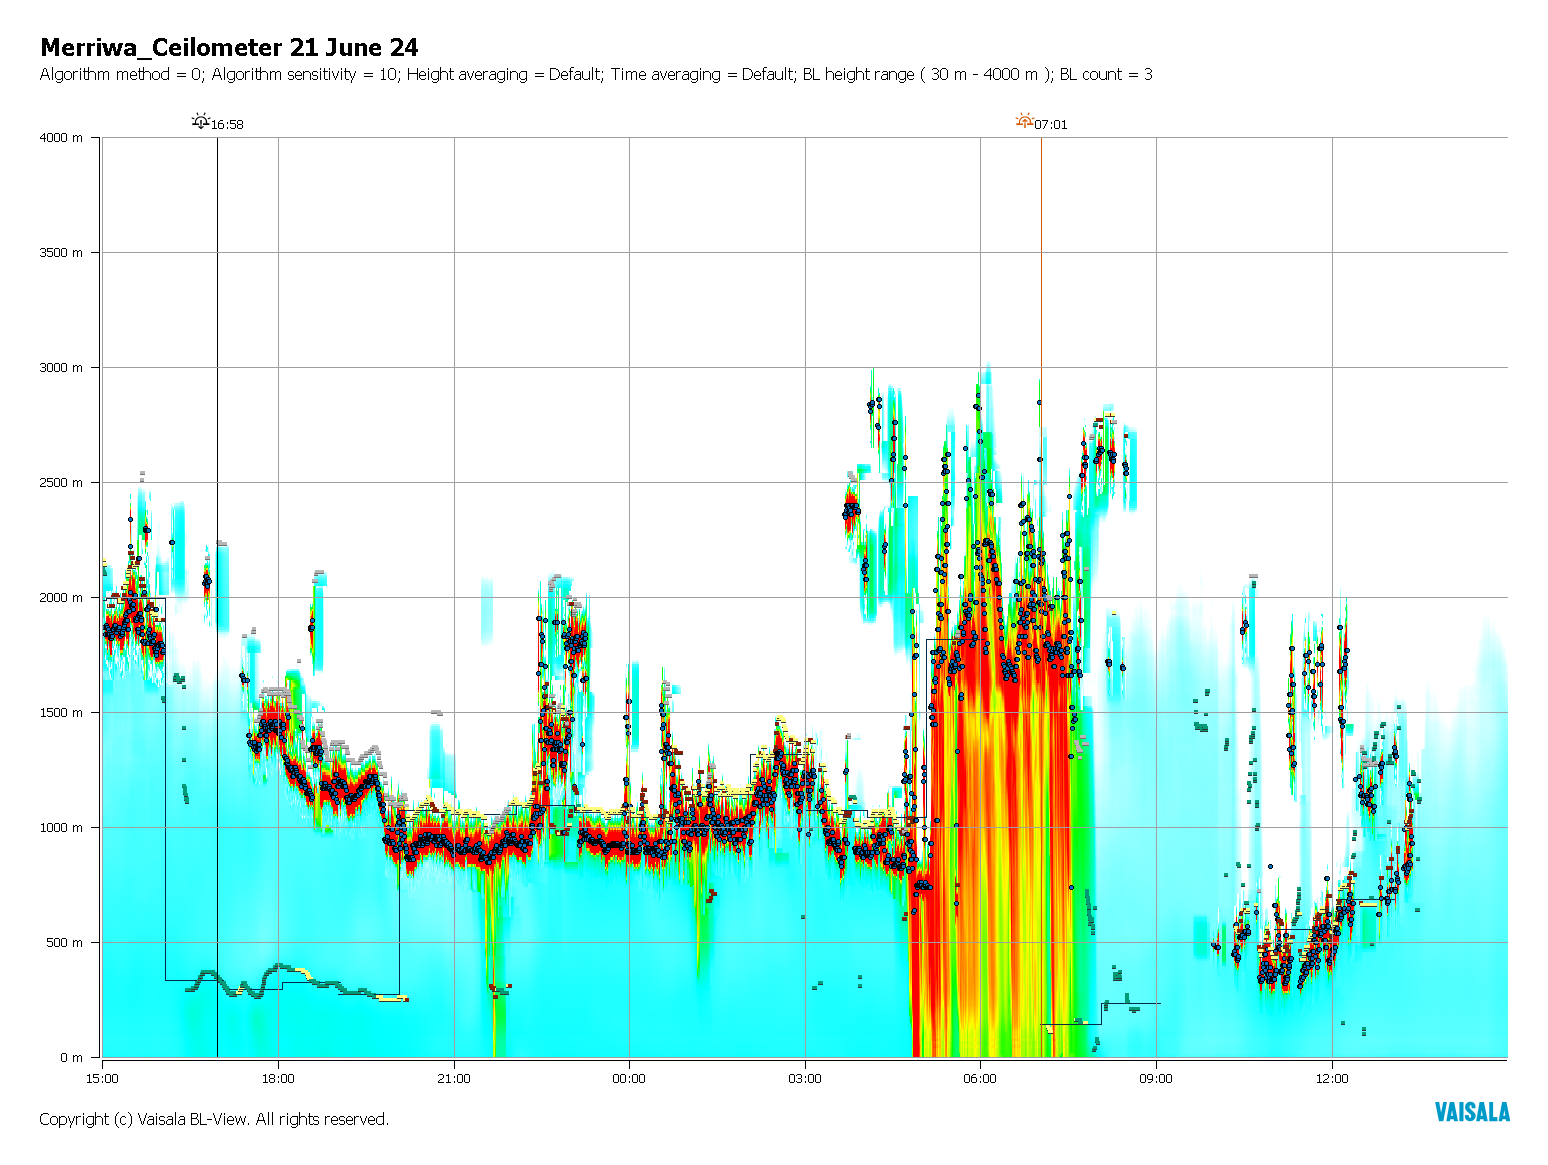 Merriwa_Ceilometer 21 June 24
Algorithm method = 0; Algorithm sensitivity = 10; Height averaging = Default; Time averaging = Default; BL height range ( 30 m - 4000 m ); BL count = 3
16:58 07:01
4000 m
3500 m
3000 m
2500 m
2000 m
1500 m
1000 m
500 m
0 m
15:00 18:00 21:00 00:00 03:00 06:00 09:00 12:00
Copyright (c) Vaisala BL-View. All rights reserved.
VAISALA